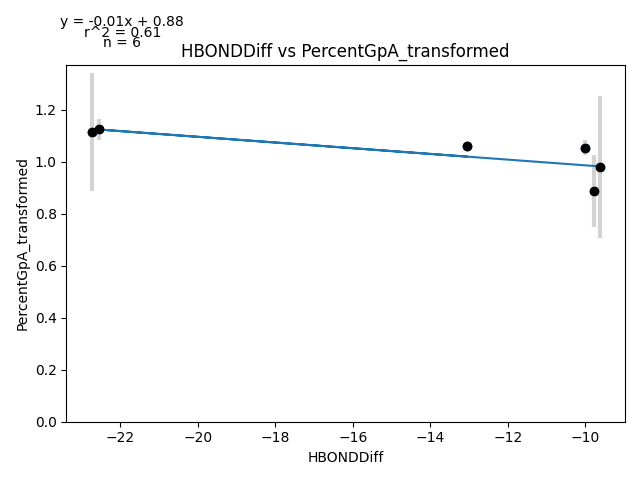 y = -0.01x + 0.88
r^2 = 0.61
n = 6
HBONDDiff vs PercentGpA_transformed
PercentGpA_transformed
1.2
1.0
0.8
0.6
0.4
0.2
0.0
−22
−20
−18
−16
−14
−12
−10
HBONDDiff